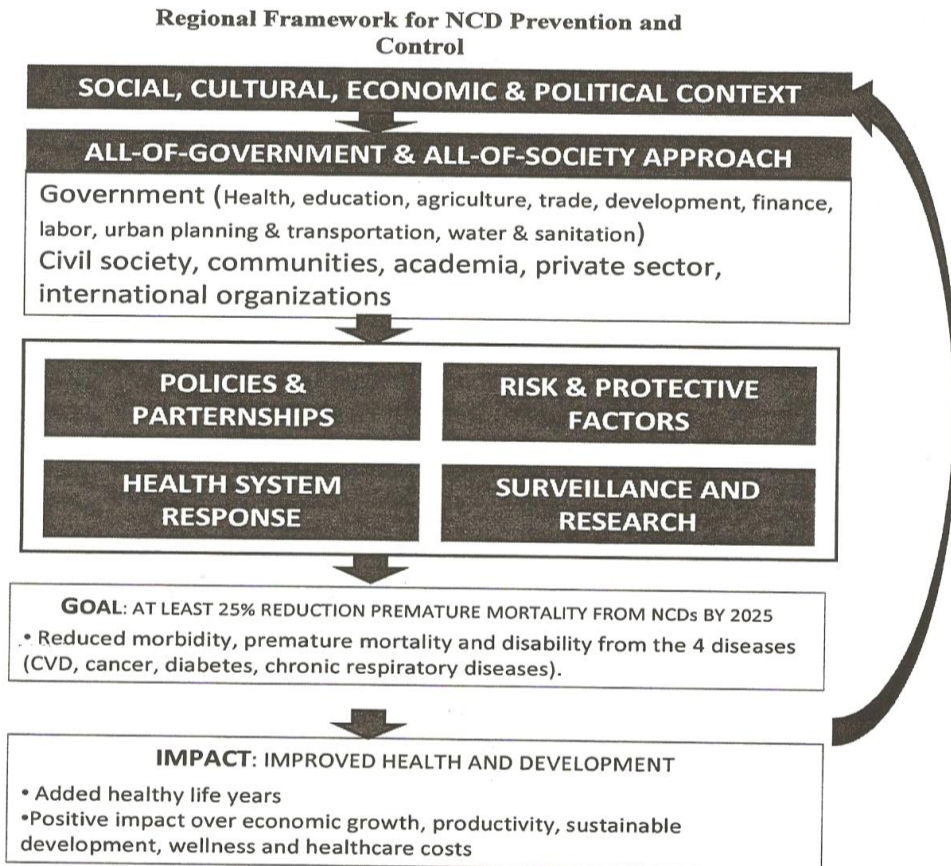 Regional Framework for NCD Prevention and
Control
SOCIAL, CULTURAL, ECONOMIC & POLITICAL CONTEXT
ALL-OF-GOVERNMENT & ALL-OF-SOCIETY APPROACH
Government (Health, education, agriculture, trade, development, finance,
labor, urban planning & transportation, water & sanitation)
Civil society, communities, academia, private sector,
international organizations
POLICIES &
PARTERNSHIPS
RISK & PROTECTIVE
FACTORS
HEALTH SYSTEM
RESPONSE
SURVEILLANCE AND
RESEARCH
GOAL: AT LEAST 25% REDUCTION PREMATURE MORTALITY FROM NCDs BY 2025
• Reduced morbidity, premature mortality and disability from the 4 diseases
(CVD, cancer, diabetes, chronic respiratory diseases).
IMPACT: IMPROVED HEALTH AND DEVELOPMENT
• Added healthy life years
•Positive impact over economic growth, productivity, sustainable
development, wellness and healthcare costs